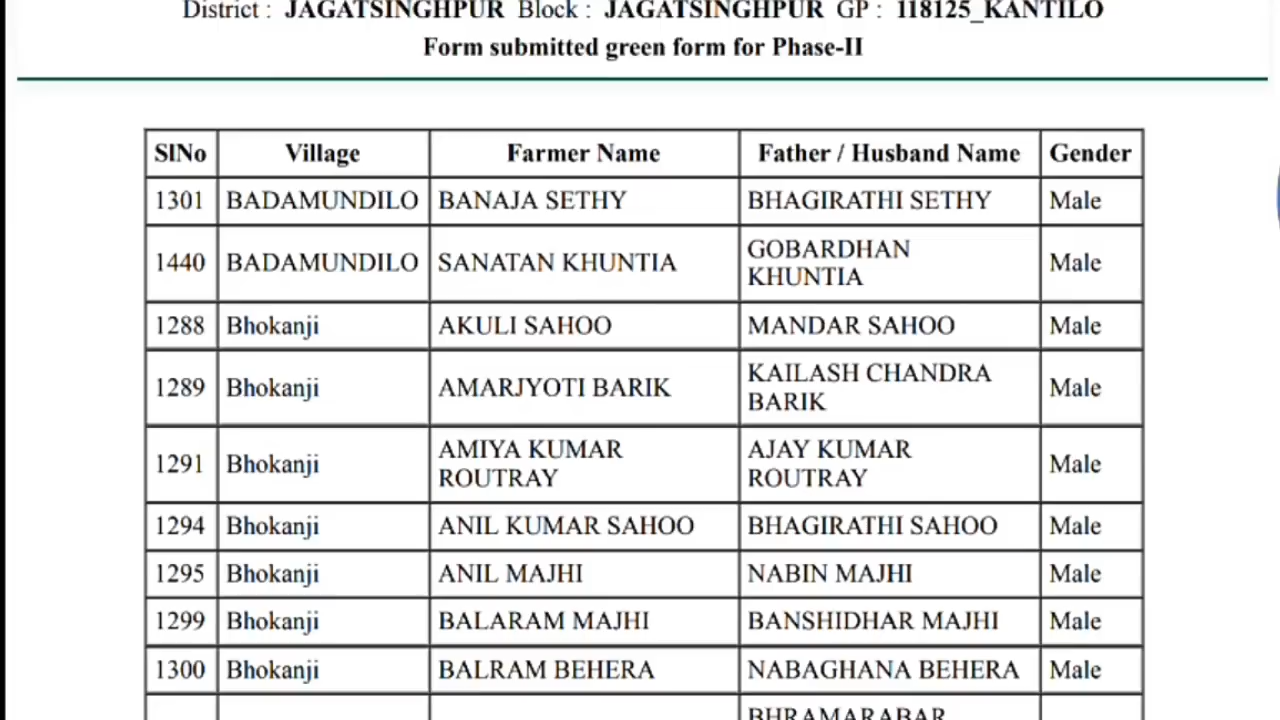 District : JAGATSINGHPUR Block : JAGATSINGHPUR GP : 118125_KANTILO
Form submitted green form for Phase-II
SlNo Village Farmer Name Father / Husband Name Gender
1301 BADAMUNDILO BANAJA SETHY BHAGIRATHI SETHY Male
1440 BADAMUNDILO SANATAN KHUNTIA GOBARDHAN KHUNTIA Male
1288 Bhokanji AKULI SAHOO MANDAR SAHOO Male
1289 Bhokanji AMARJYOTI BARIK KAILASH CHANDRA BARIK Male
1291 Bhokanji AMIYA KUMAR ROUTRAY AJAY KUMAR ROUTRAY Male
1294 Bhokanji ANIL KUMAR SAHOO BHAGIRATHI SAHOO Male
1295 Bhokanji ANIL MAJHI NABIN MAJHI Male
1299 Bhokanji BALARAM MAJHI BANSHIDHAR MAJHI Male
1300 Bhokanji BALRAM BEHERA NABAGHANA BEHERA Male
BHRAMARABAR